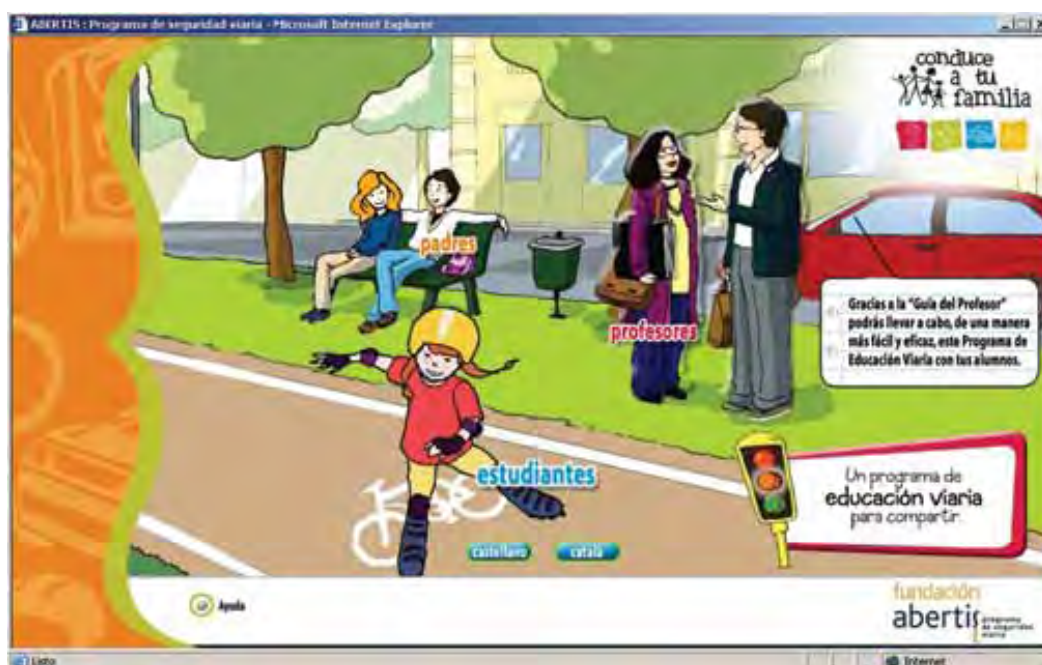 ABERTIS : Programa de seguridad viaria - Microsoft Internet Explorer
conduce
a tu
familia
padres
profesores
Gracias a la "Guía del Profesor"
podrás llevar a cabo, de una manera
más fácil y eficaz, este Programa de
Educación Viaria con tus alumnos.
estudiantes
Un programa de
educación viaria
para compartir.
castellano
català
Ayuda
fundación
abertis
programa
de seguridad
viaria
Listo
Internet